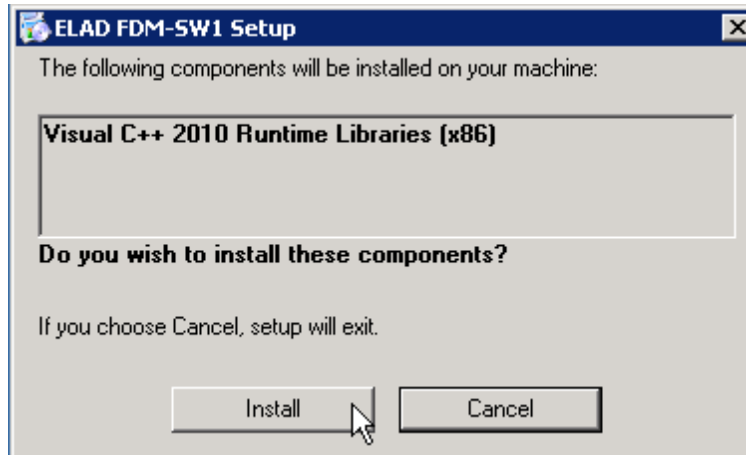 ELAD FDM-SW1 Setup
The following components will be installed on your machine:
Visual C++ 2010 Runtime Libraries (x86)
Do you wish to install these components?
If you choose Cancel, setup will exit.
Install
Cancel